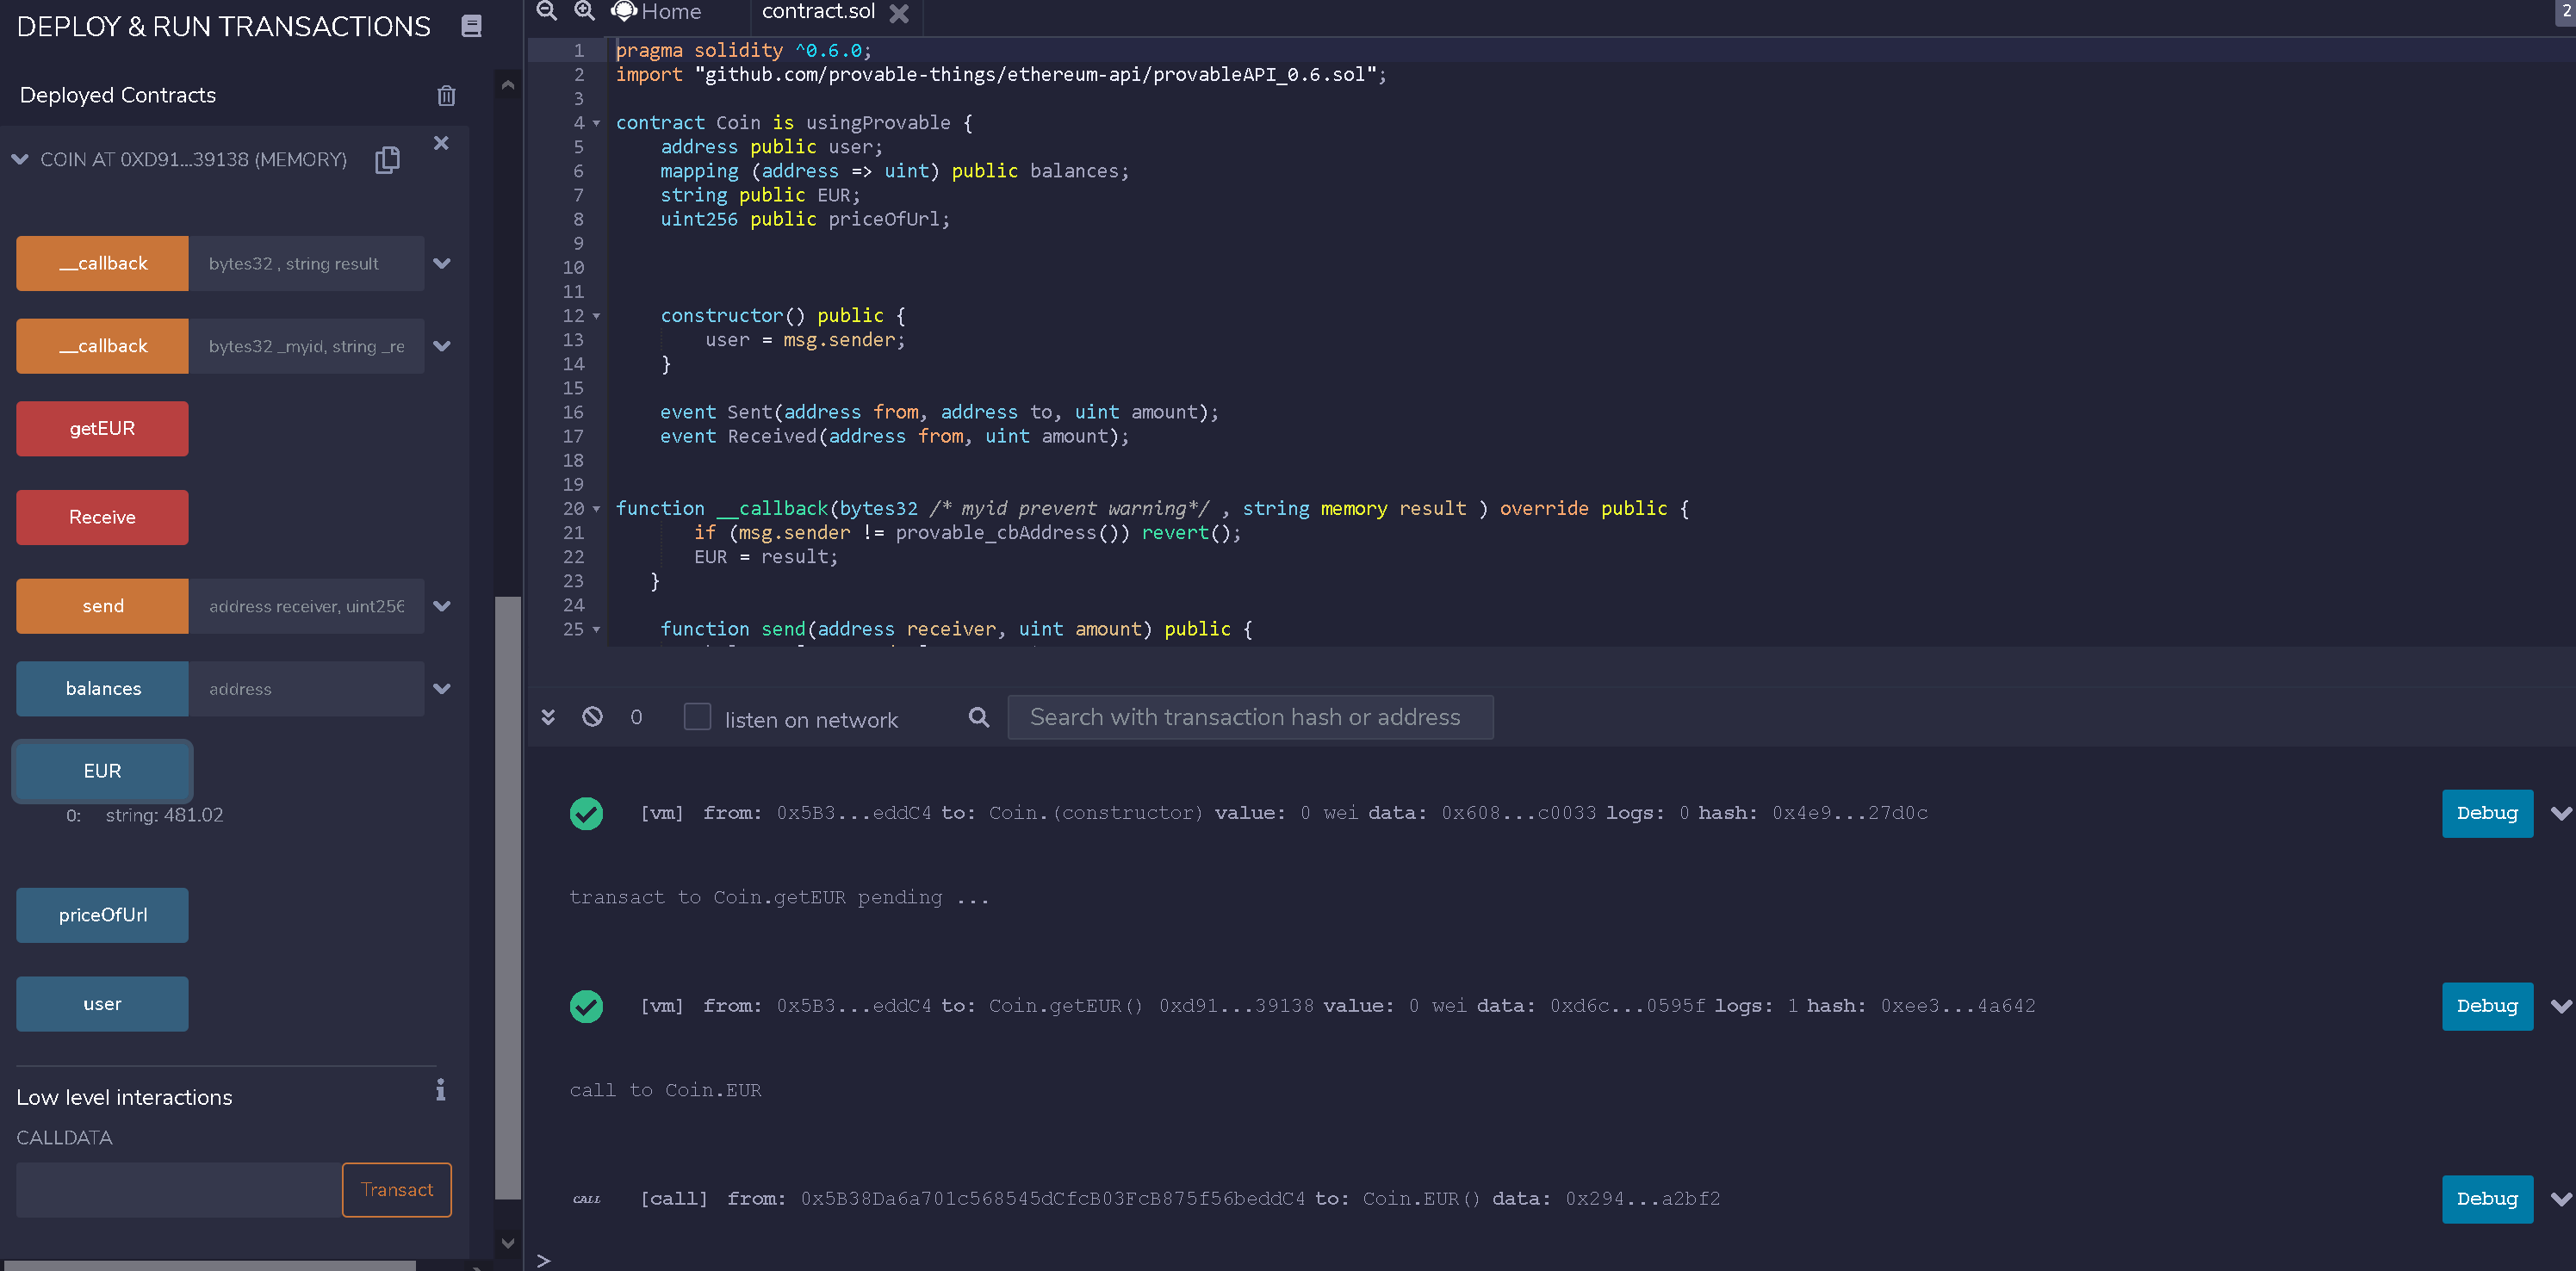 DEPLOY & RUN TRANSACTIONS
Deployed Contracts
COIN AT 0XD91...39138 (MEMORY)
__callback bytes32 , string result
__callback bytes32 _myid, string _re
getEUR
Receive
send address receiver, uint256
balances address
EUR
0: string: 481.02
priceOfUrl
user
Low level interactions
CALLDATA
Transact
Home contract.sol
2
1 pragma solidity ^0.6.0;
2 import "github.com/provable-things/ethereum-api/provableAPI_0.6.sol";
3
4 contract Coin is usingProvable {
5 address public user;
6 mapping (address => uint) public balances;
7 string public EUR;
8 uint256 public priceOfUrl;
9
10
11
12 constructor() public {
13 user = msg.sender;
14 }
15
16 event Sent(address from, address to, uint amount);
17 event Received(address from, uint amount);
18
19
20 function __callback(bytes32 /* myid prevent warning*/ , string memory result ) override public {
21 if (msg.sender != provable_cbAddress()) revert();
22 EUR = result;
23 }
24
25 function send(address receiver, uint amount) public {
0 listen on network Search with transaction hash or address
[vm] from: 0x5B3...eddC4 to: Coin.(constructor) value: 0 wei data: 0x608...c0033 logs: 0 hash: 0x4e9...27d0c Debug
transact to Coin.getEUR pending ...
[vm] from: 0x5B3...eddC4 to: Coin.getEUR() 0xd91...39138 value: 0 wei data: 0xd6c...0595f logs: 1 hash: 0xee3...4a642 Debug
call to Coin.EUR
CALL [call] from: 0x5B38Da6a701c568545dCfcB03FcB875f56beddC4 to: Coin.EUR() data: 0x294...a2bf2 Debug
>